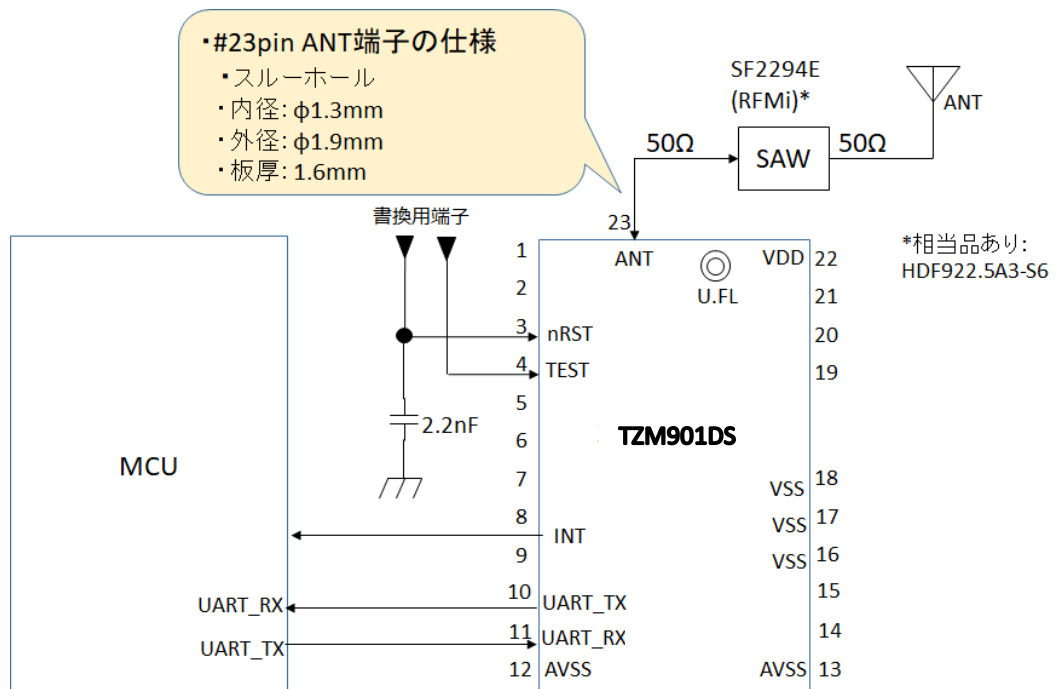 ・#23pin ANT端子の仕様
・スルーホール
・内径: φ1.3mm
・外径: φ1.9mm
・板厚: 1.6mm
SF2294E
(RFMi)*
ANT
50Ω
SAW
50Ω
書換用端子
23
*相当品あり:
HDF922.5A3-S6
1
ANT
U.FL
VDD
22
2
21
3
nRST
20
4
TEST
19
5
2.2nF
6
TZM901DS
MCU
7
VSS
18
8
INT
VSS
17
9
VSS
16
10
UART_RX
UART_TX
15
11
UART_TX
UART_RX
14
12
AVSS
AVSS
13